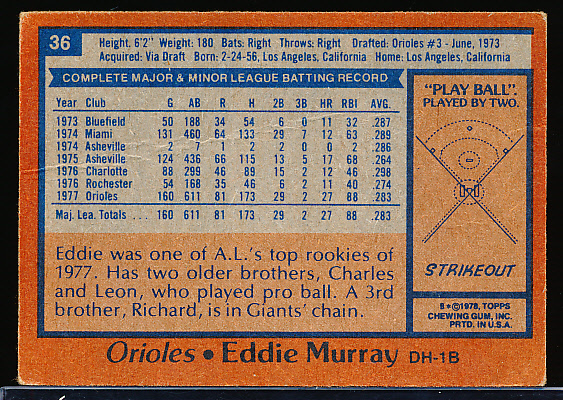 36
Height, 6'2" Weight: 180 Bats: Right Throws: Right Drafted: Orioles #3 - June, 1973
Acquired: Via Draft Born: 2-24-56, Los Angeles, California Home: Los Angeles, California
COMPLETE MAJOR & MINOR LEAGUE BATTING RECORD
Year Club G AB R H 2B 3B HR RBI AVG.
1973 Bluefield 50 188 34 54 6 0 11 32 .287
1974 Miami 131 460 64 133 29 7 12 63 .289
1974 Asheville 2 7 1 2 2 0 0 2 .286
1975 Asheville 124 436 66 115 13 5 17 68 .264
1976 Charlotte 88 299 46 89 15 2 12 46 .298
1976 Rochester 54 168 35 46 6 2 11 40 .274
1977 Orioles 160 611 81 173 29 2 27 88 .283
Maj. Lea. Totals ... 160 611 81 173 29 2 27 88 .283
Eddie was one of A.L.'s top rookies of
1977. Has two older brothers, Charles
and Leon, who played pro ball. A 3rd
brother, Richard, is in Giants' chain.
"PLAY BALL".
PLAYED BY TWO.
STRIKEOUT
©1978, TOPPS
CHEWING GUM, INC.
PRTD. IN U.S.A.
Orioles • Eddie Murray DH-1B